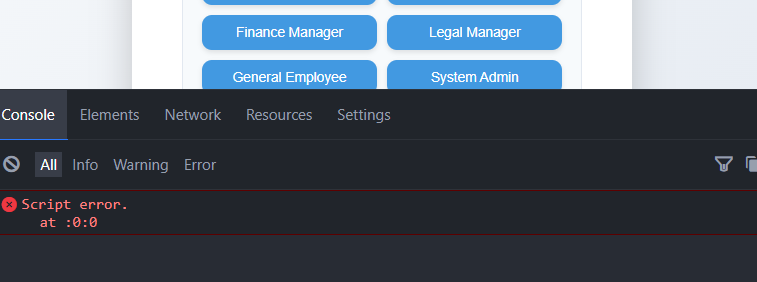 Finance Manager Legal Manager
General Employee System Admin
Console Elements Network Resources Settings
All Info Warning Error
Script error.
at :0:0